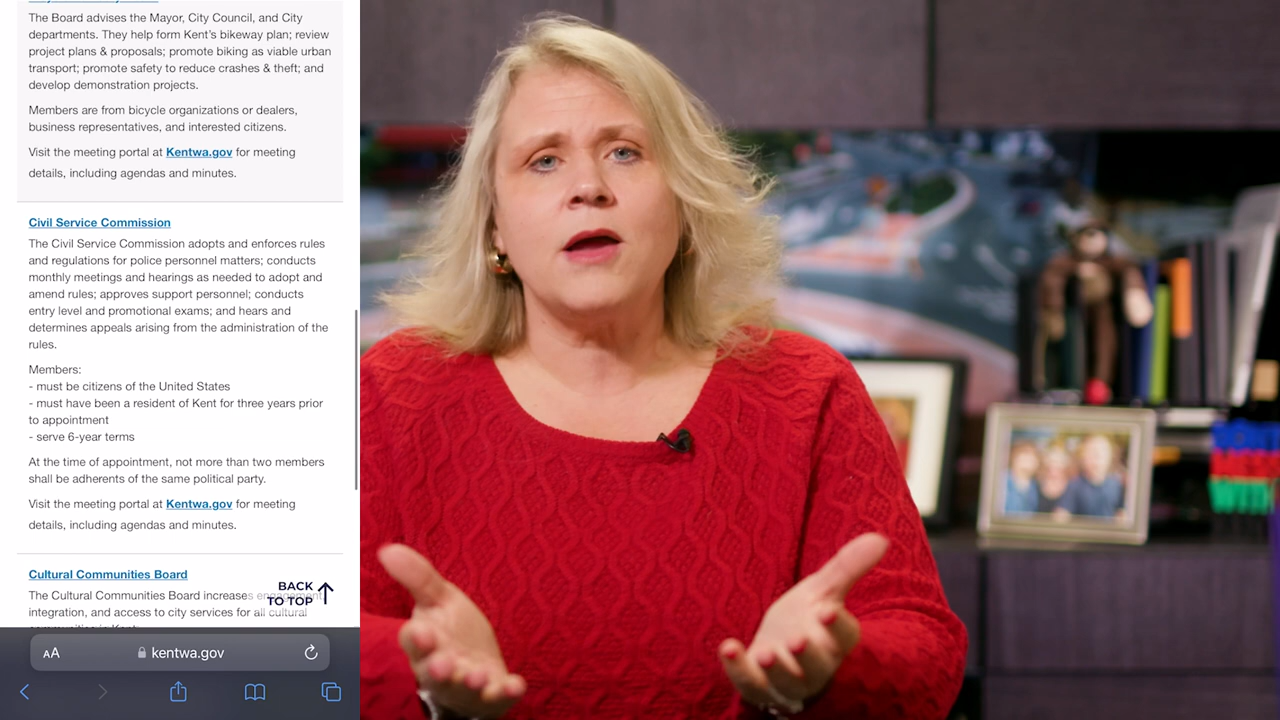 The Board advises the Mayor, City Council, and City
departments. They help form Kent's bikeway plan; review
project plans & proposals; promote biking as viable urban
transport; promote safety to reduce crashes & theft; and
develop demonstration projects.
Members are from bicycle organizations or dealers,
business representatives, and interested citizens.
Visit the meeting portal at Kentwa.gov for meeting
details, including agendas and minutes.
Civil Service Commission
The Civil Service Commission adopts and enforces rules
and regulations for police personnel matters; conducts
monthly meetings and hearings as needed to adopt and
amend rules; approves support personnel; conducts
entry level and promotional exams; and hears and
determines appeals arising from the administration of the
rules.
Members:
- must be citizens of the United States
- must have been a resident of Kent for three years prior
to appointment
- serve 6-year terms
At the time of appointment, not more than two members
shall be adherents of the same political party.
Visit the meeting portal at Kentwa.gov for meeting
details, including agendas and minutes.
Cultural Communities Board
The Cultural Communities Board increases engagement,
integration, and access to city services for all cultural
BACK
TO TOP
AA
kentwa.gov